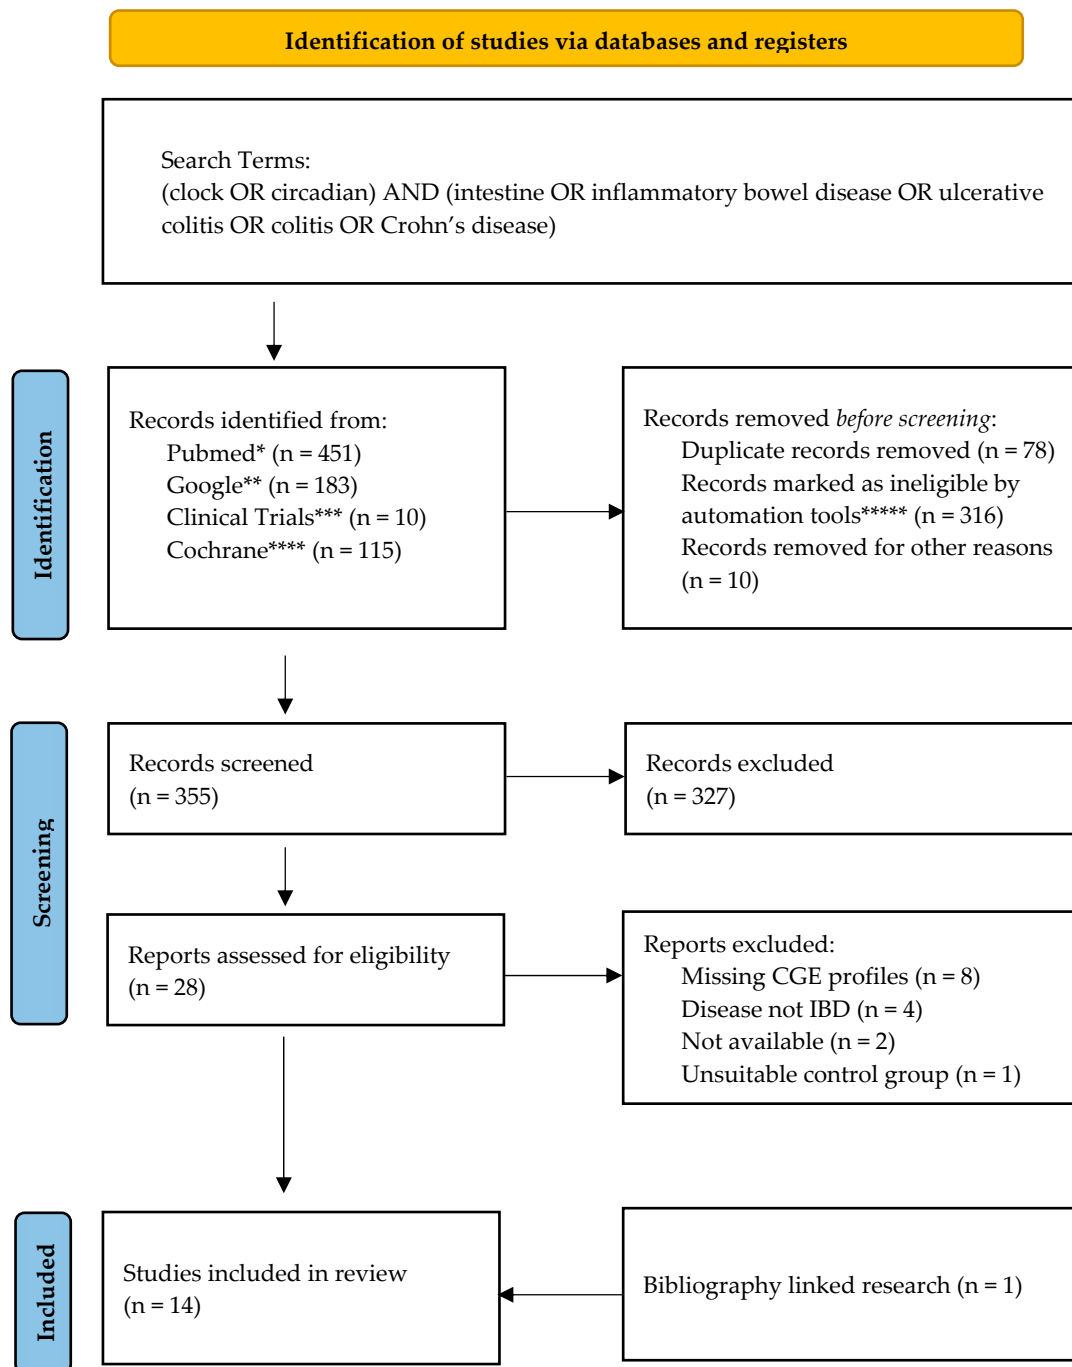 Identification of studies via databases and registers
Search Terms:
(clock OR circadian) AND (intestine OR inflammatory bowel disease OR ulcerative
colitis OR colitis OR Crohn’s disease)
Identification
Records identified from:
Pubmed* (n = 451)
Google** (n = 183)
Clinical Trials*** (n = 10)
Cochrane**** (n = 115)
Records removed before screening:
Duplicate records removed (n = 78)
Records marked as ineligible by
automation tools***** (n = 316)
Records removed for other reasons
(n = 10)
Screening
Records screened
(n = 355)
Records excluded
(n = 327)
Reports assessed for eligibility
(n = 28)
Reports excluded:
Missing CGE profiles (n = 8)
Disease not IBD (n = 4)
Not available (n = 2)
Unsuitable control group (n = 1)
Included
Studies included in review
(n = 14)
Bibliography linked research (n = 1)